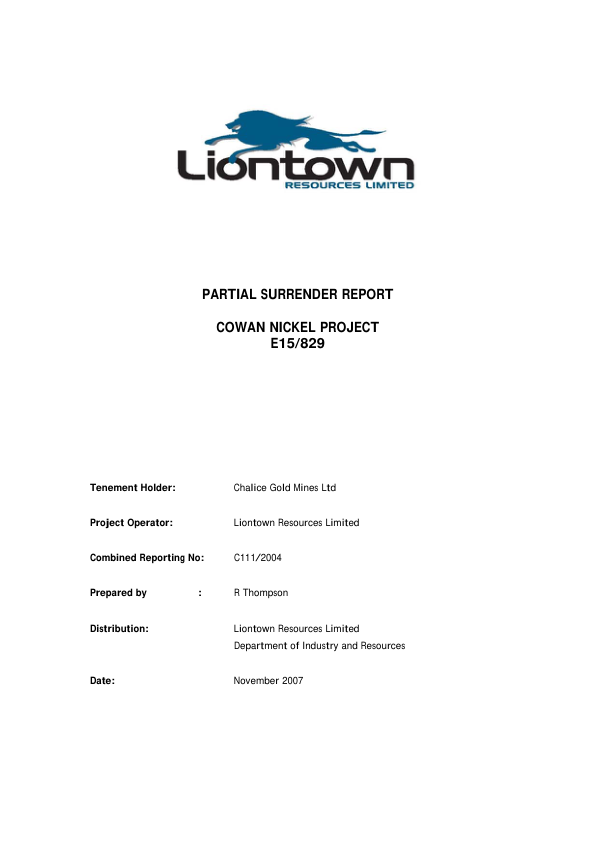 Liontown
RESOURCES LIMITED
PARTIAL SURRENDER REPORT
COWAN NICKEL PROJECT
E15/829
Tenement Holder: Chalice Gold Mines Ltd
Project Operator: Liontown Resources Limited
Combined Reporting No: C111/2004
Prepared by : R Thompson
Distribution: Liontown Resources Limited
Department of Industry and Resources
Date: November 2007